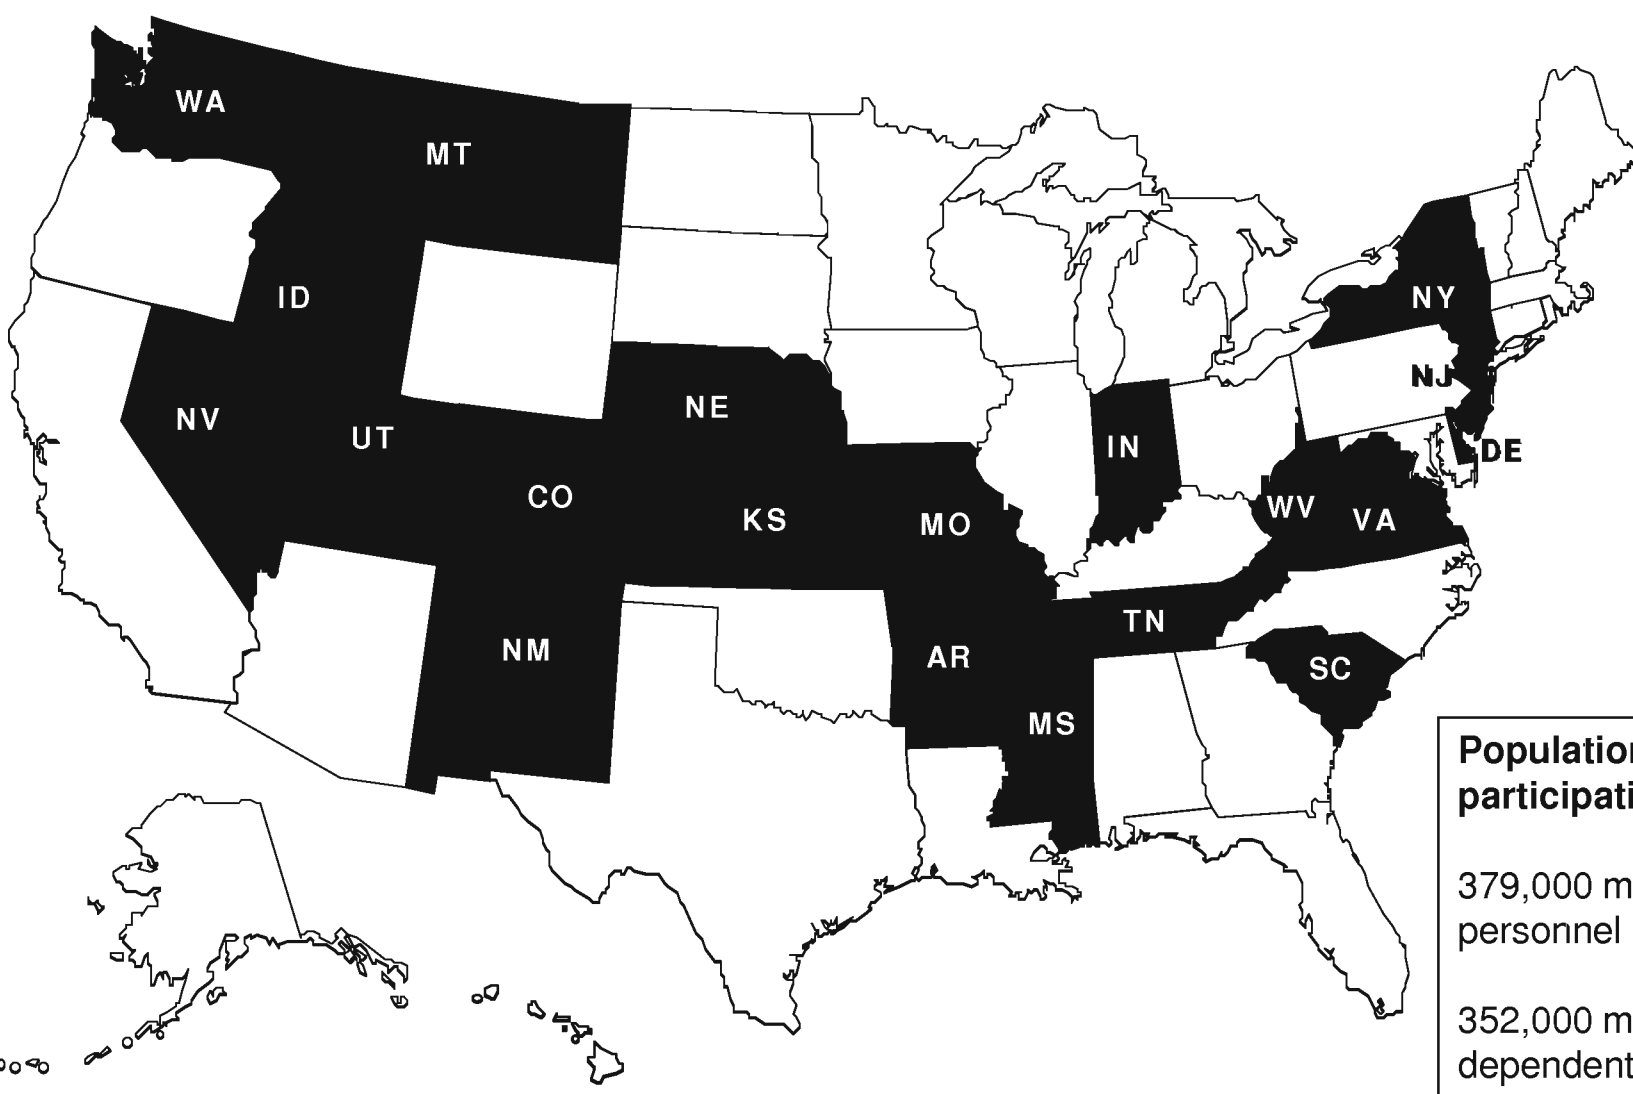 WA
MT
ID
NY
NJ
NV
NE
UT
IN
DE
CO
KS
MO
WV
VA
TN
NM
AR
SC
MS
Population
participati
379,000 m
personnel
352,000 m
dependent